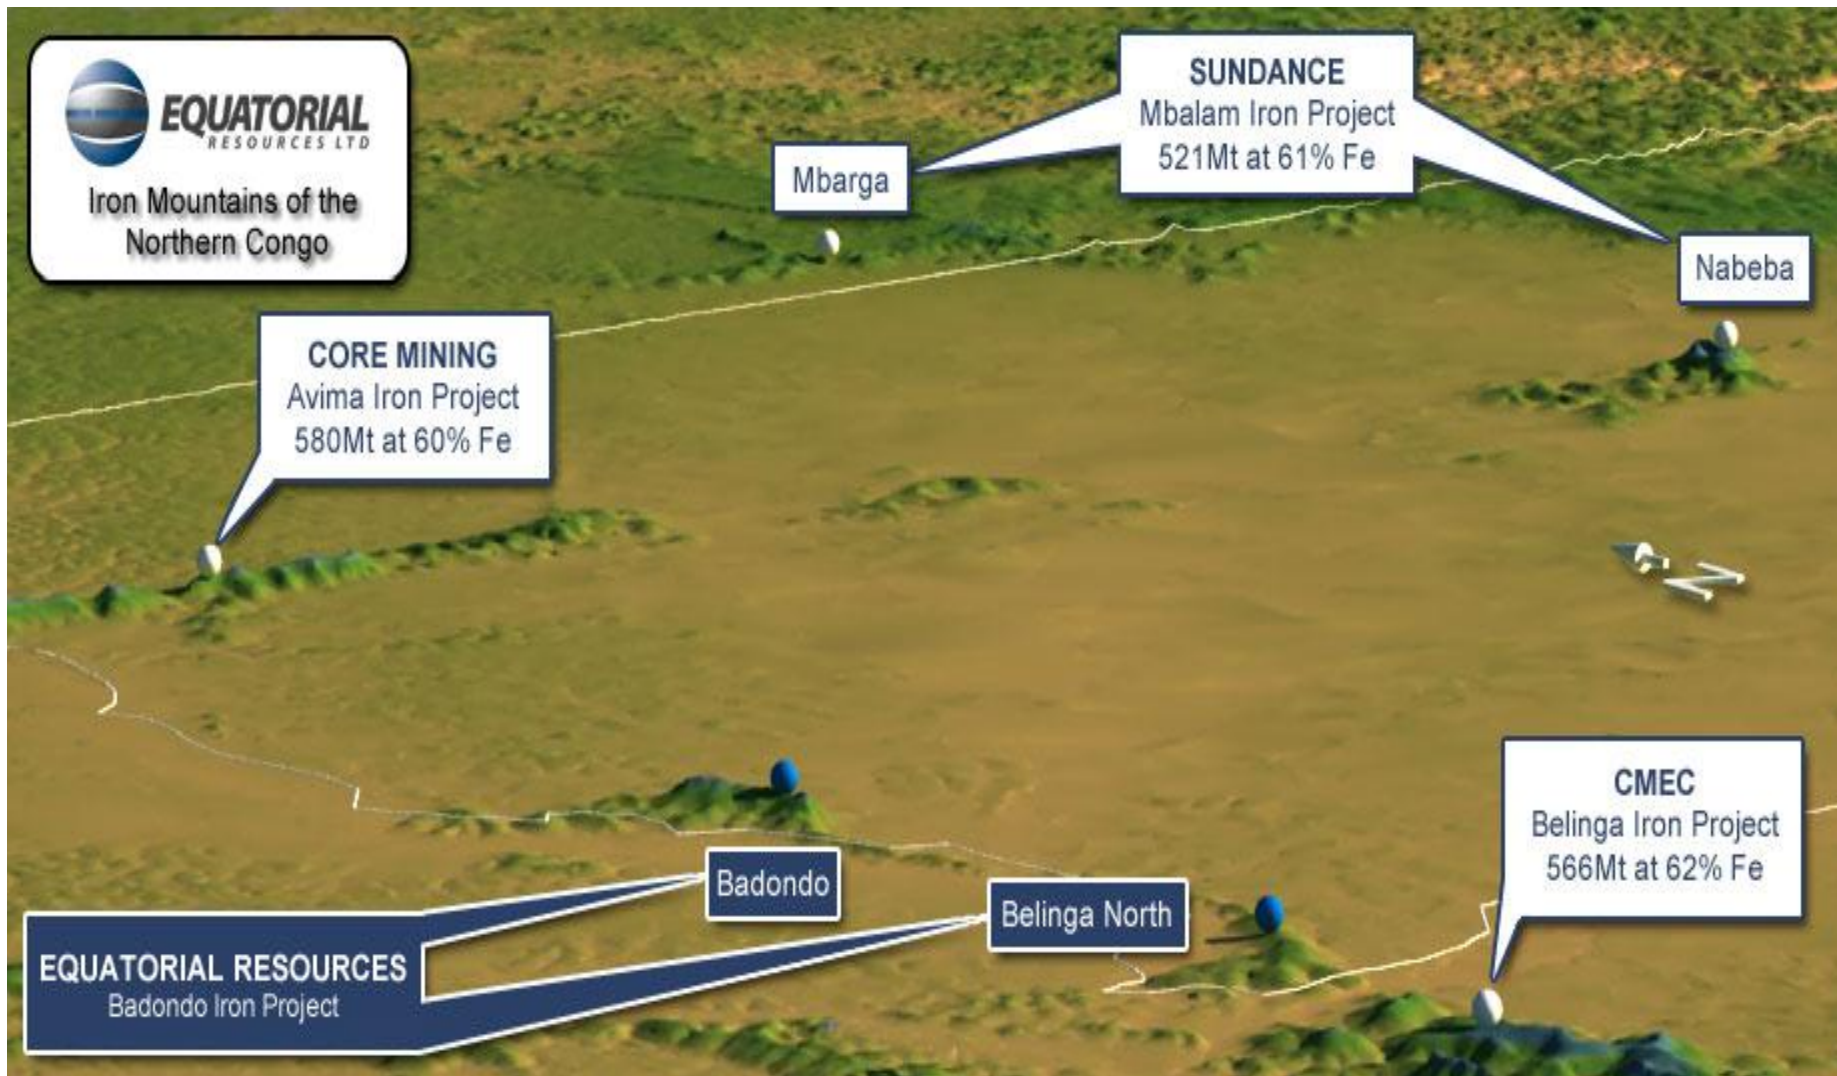 EQUATORIAL
RESOURCES LTD
Iron Mountains of the
Northern Congo
SUNDANCE
Mbalam Iron Project
521Mt at 61% Fe
Mbarga
Nabeba
CORE MINING
Avima Iron Project
580Mt at 60% Fe
N
CMEC
Belinga Iron Project
566Mt at 62% Fe
Badondo
Belinga North
EQUATORIAL RESOURCES
Badondo Iron Project